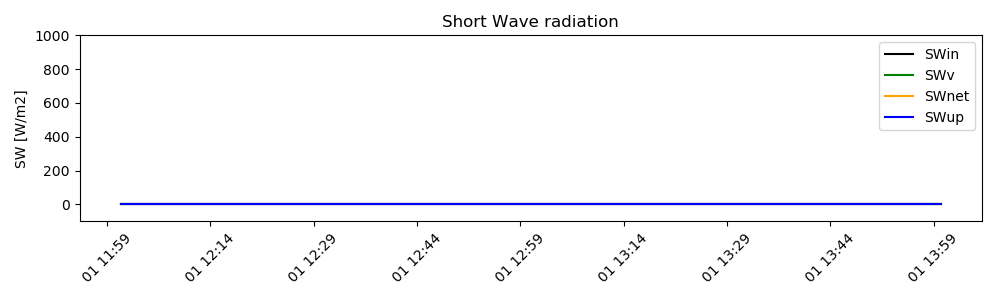 Short Wave radiation
SW [W/m2]
1000
800
600
400
200
0
SWin
SWv
SWnet
SWup
01 11:59
01 12:14
01 12:29
01 12:44
01 12:59
01 13:14
01 13:29
01 13:44
01 13:59